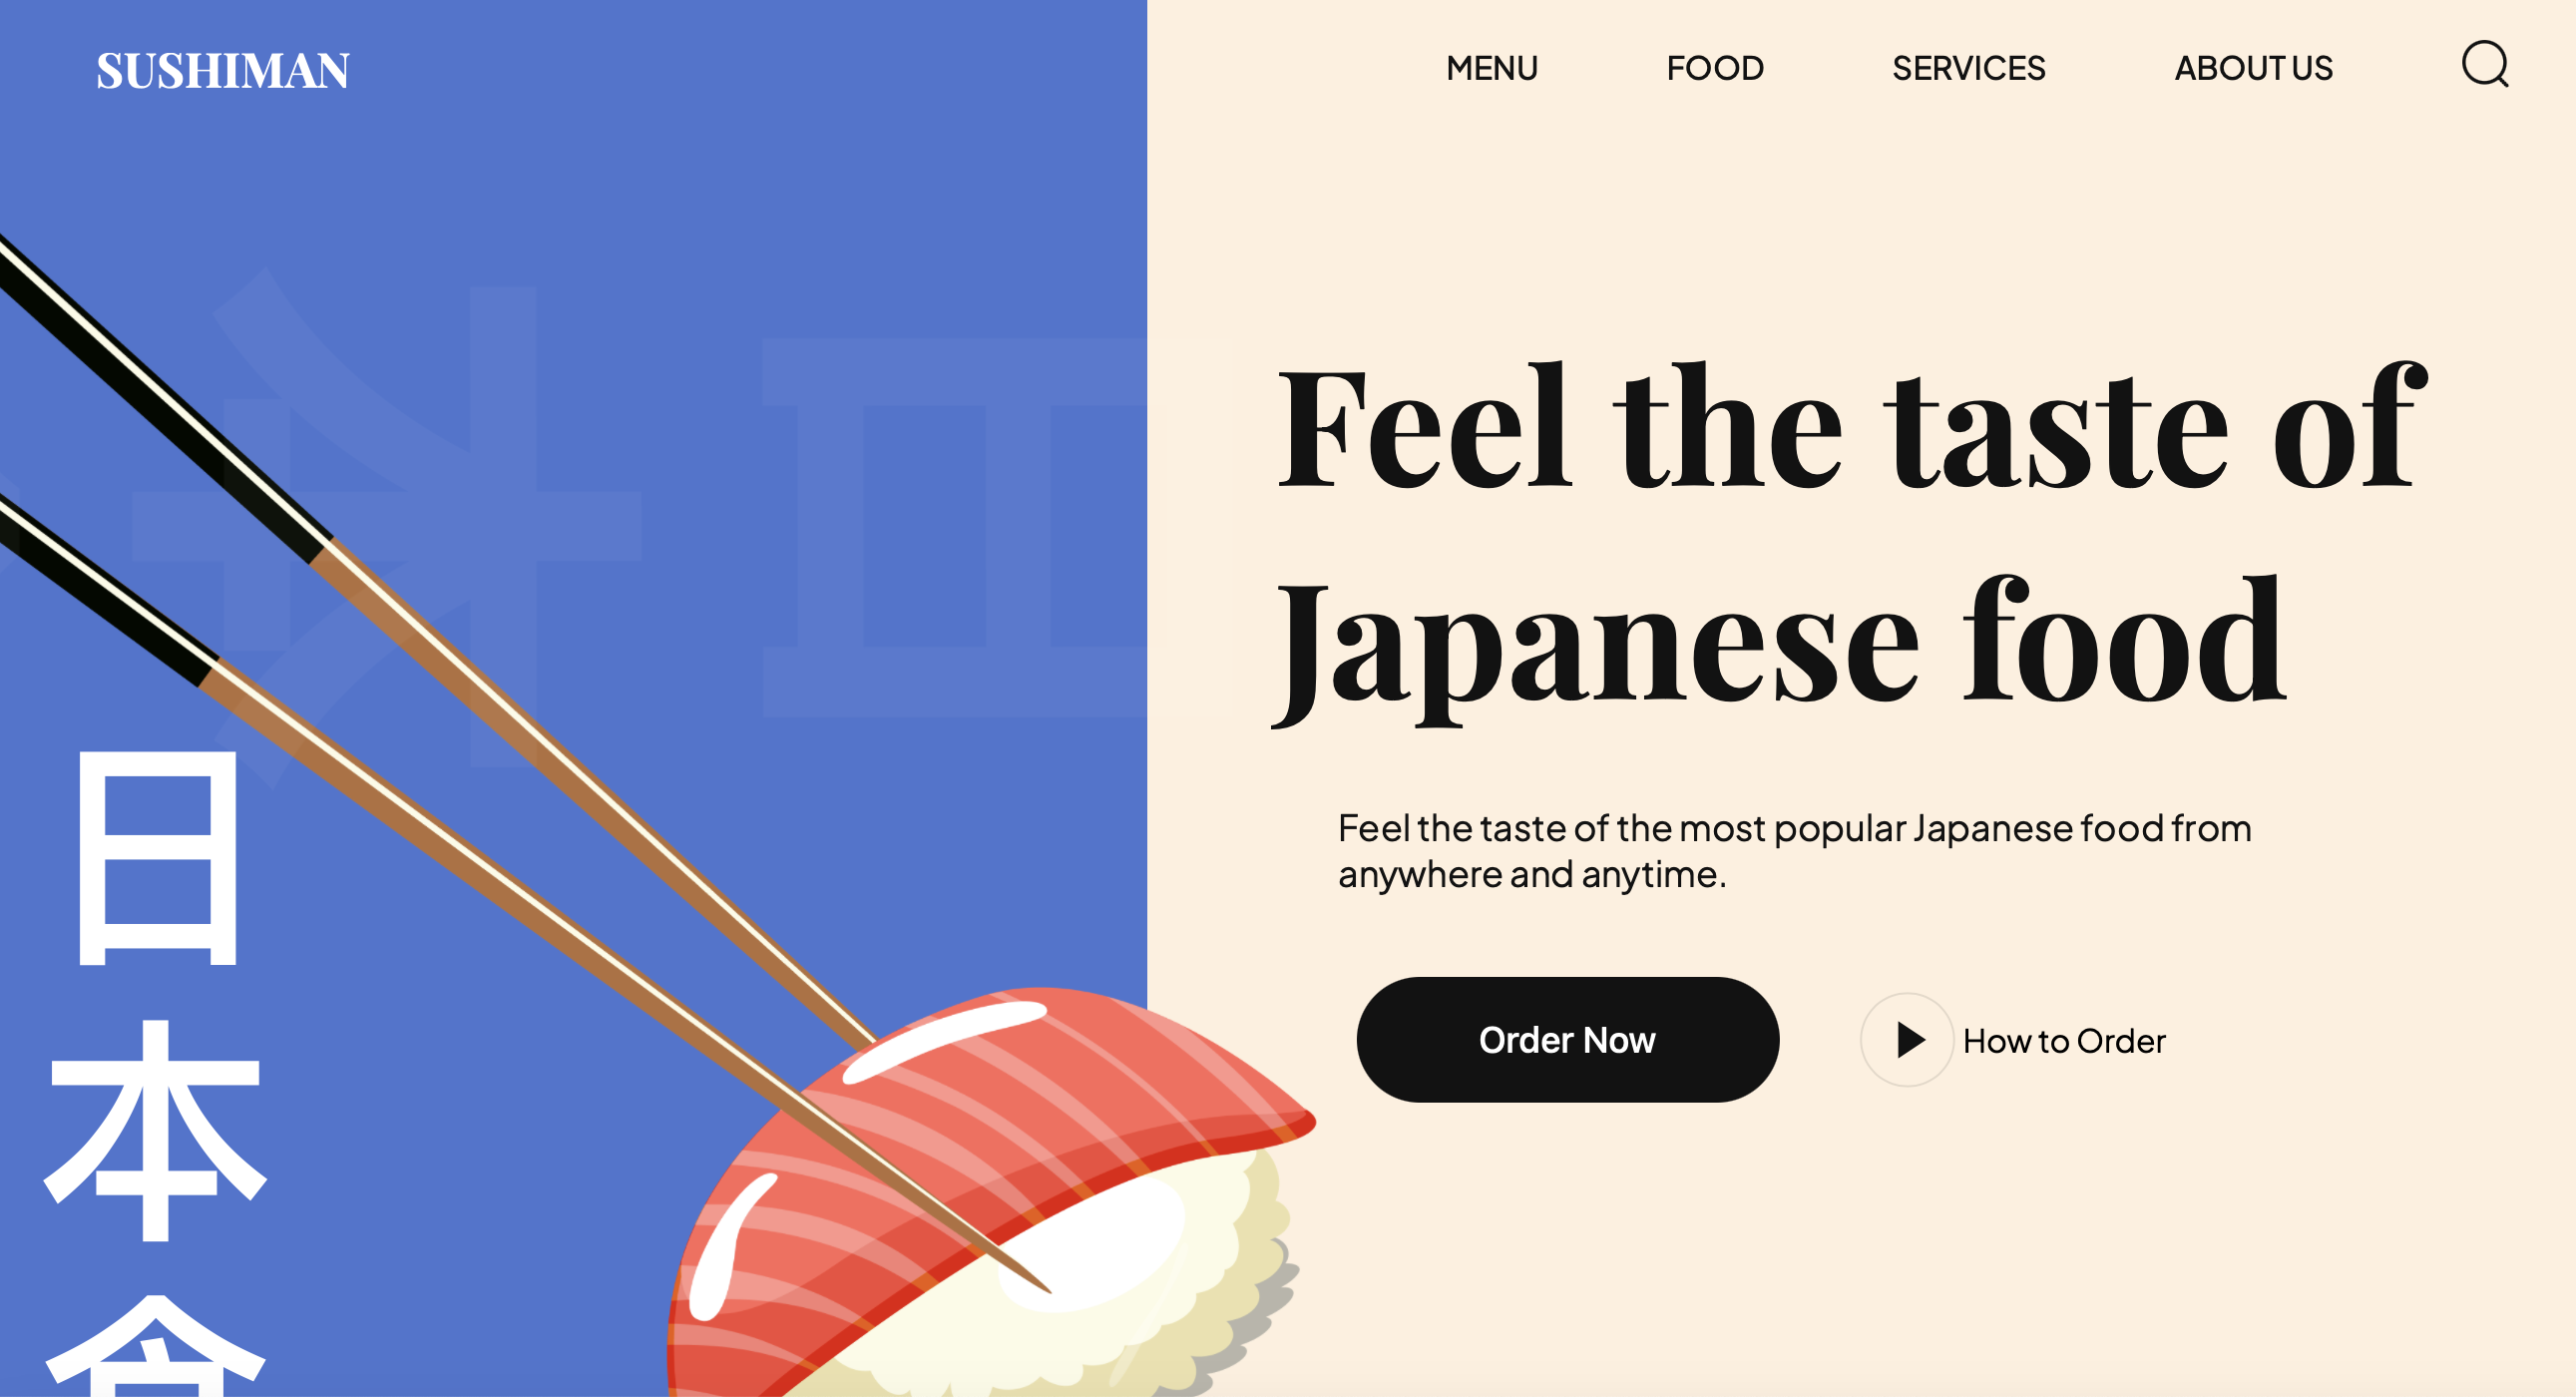 SUSHIMAN
MENU
FOOD
SERVICES
ABOUT US
Feel the taste of
Japanese food
Feel the taste of the most popular Japanese food from
anywhere and anytime.
Order Now
How to Order
日
本